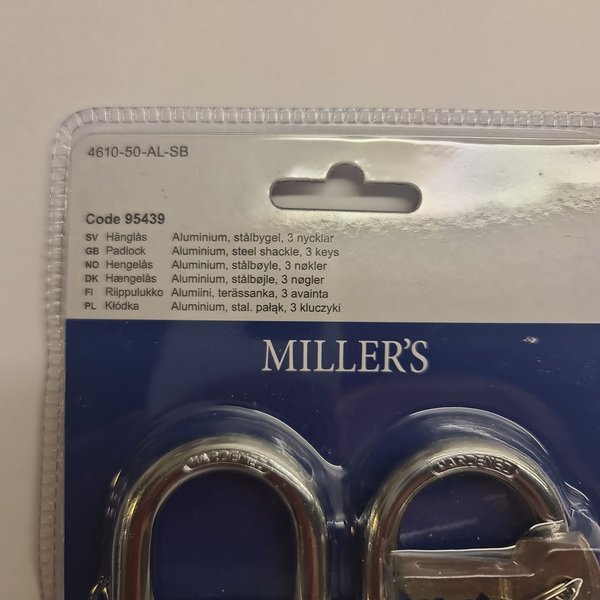 4610-50-AL-SB
Code 95439
SV Hänglås Aluminium, stålbygel, 3 nycklar
GB Padlock Aluminium, steel shackle, 3 keys
NO Hengelås Aluminium, stålbøyle, 3 nøkler
DK Hængelås Aluminium, stålbøjle, 3 nøgler
FI Riippulukko Alumiini, terässanka, 3 avainta
PL Kłódka Aluminium, stal. pałąk, 3 kluczyki
MILLER'S
HARDENED HARDENED